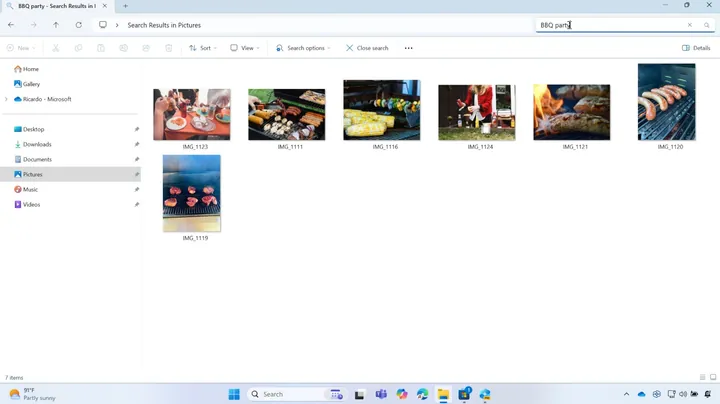 BBQ party - Search Results in I
Search Results in Pictures
BBQ party
New
Sort
View
Search options
Close search
Details
Home
Gallery
Ricardo - Microsoft
Desktop
Downloads
Documents
Pictures
Music
Videos
IMG_1123
IMG_1111
IMG_1116
IMG_1124
IMG_1121
IMG_1120
IMG_1119
7 items
91°F
Partly sunny
Search
1